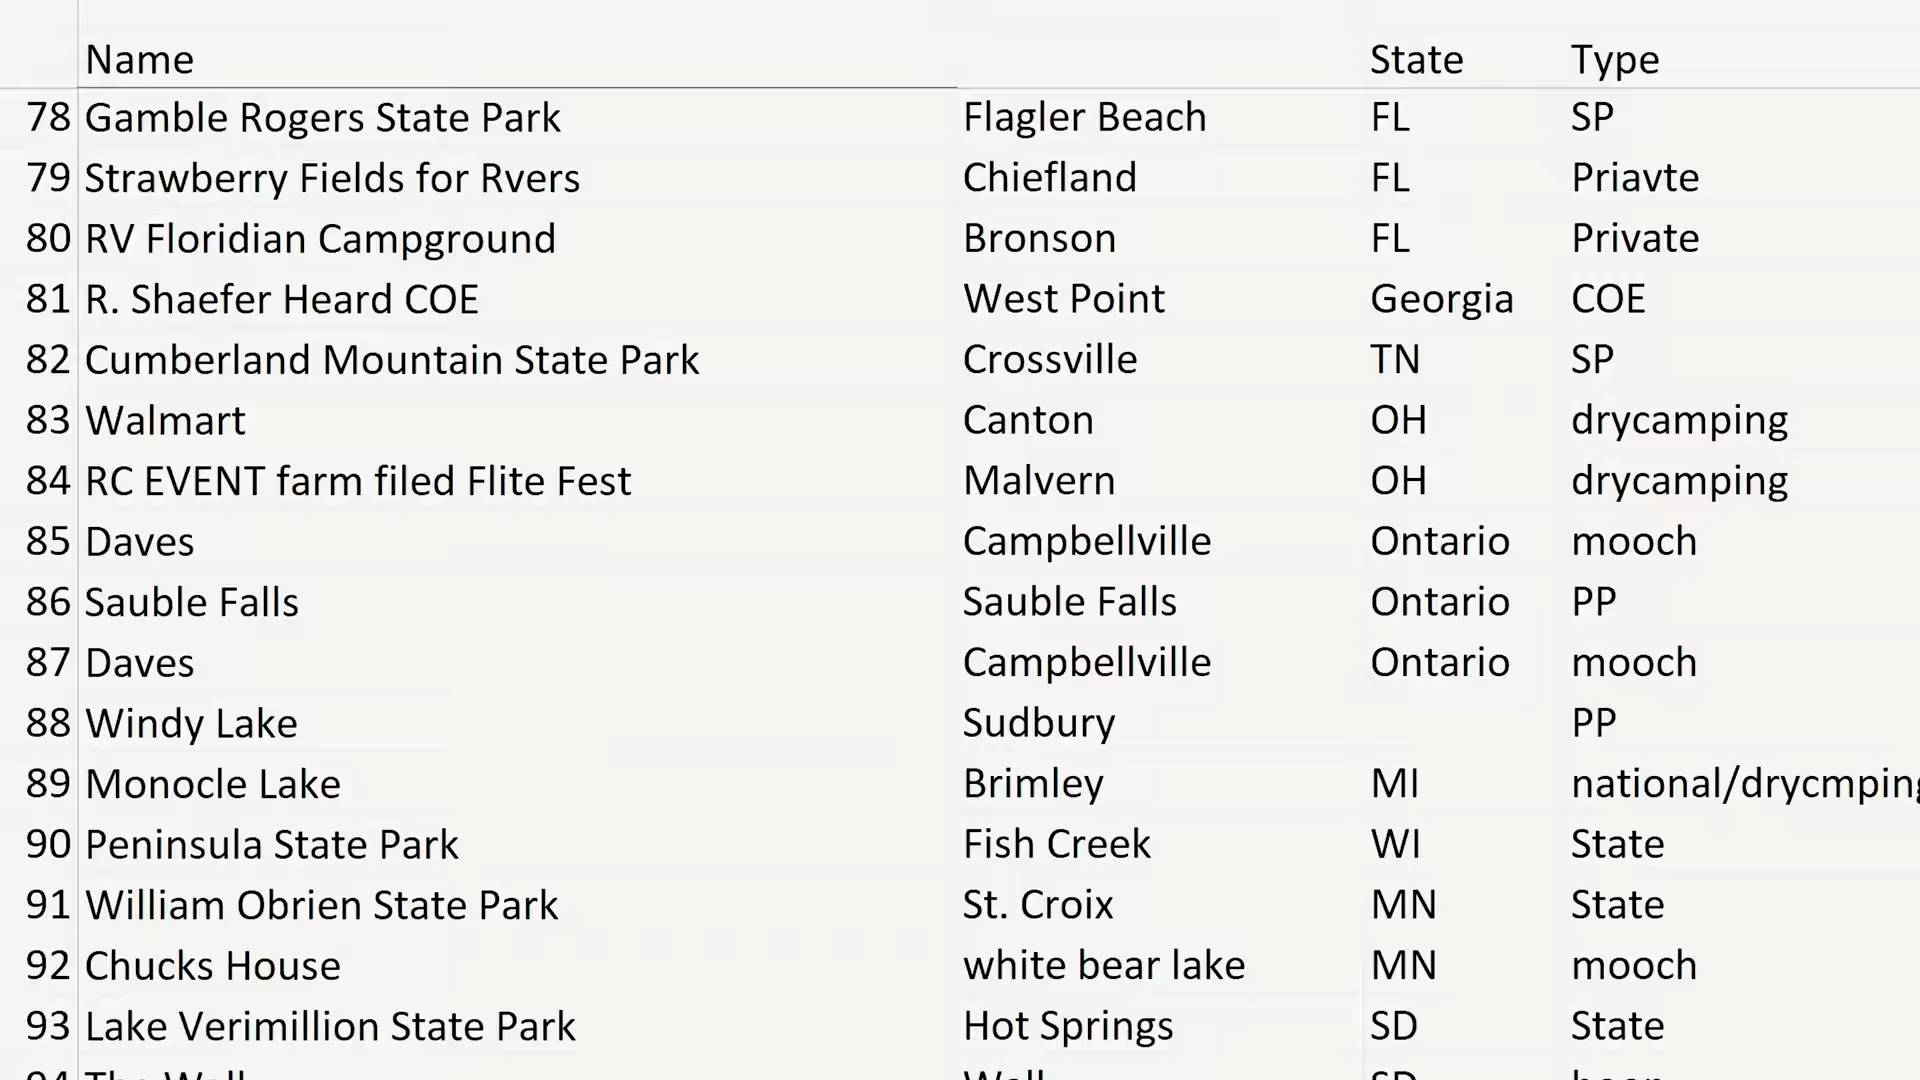 Name State Type
78 Gamble Rogers State Park Flagler Beach FL SP
79 Strawberry Fields for Rvers Chiefland FL Priavte
80 RV Floridian Campground Bronson FL Private
81 R. Shaefer Heard COE West Point Georgia COE
82 Cumberland Mountain State Park Crossville TN SP
83 Walmart Canton OH drycamping
84 RC EVENT farm filed Flite Fest Malvern OH drycamping
85 Daves Campbellville Ontario mooch
86 Sauble Falls Sauble Falls Ontario PP
87 Daves Campbellville Ontario mooch
88 Windy Lake Sudbury PP
89 Monocle Lake Brimley MI national/drycmping
90 Peninsula State Park Fish Creek WI State
91 William Obrien State Park St. Croix MN State
92 Chucks House white bear lake MN mooch
93 Lake Verimillion State Park Hot Springs SD State